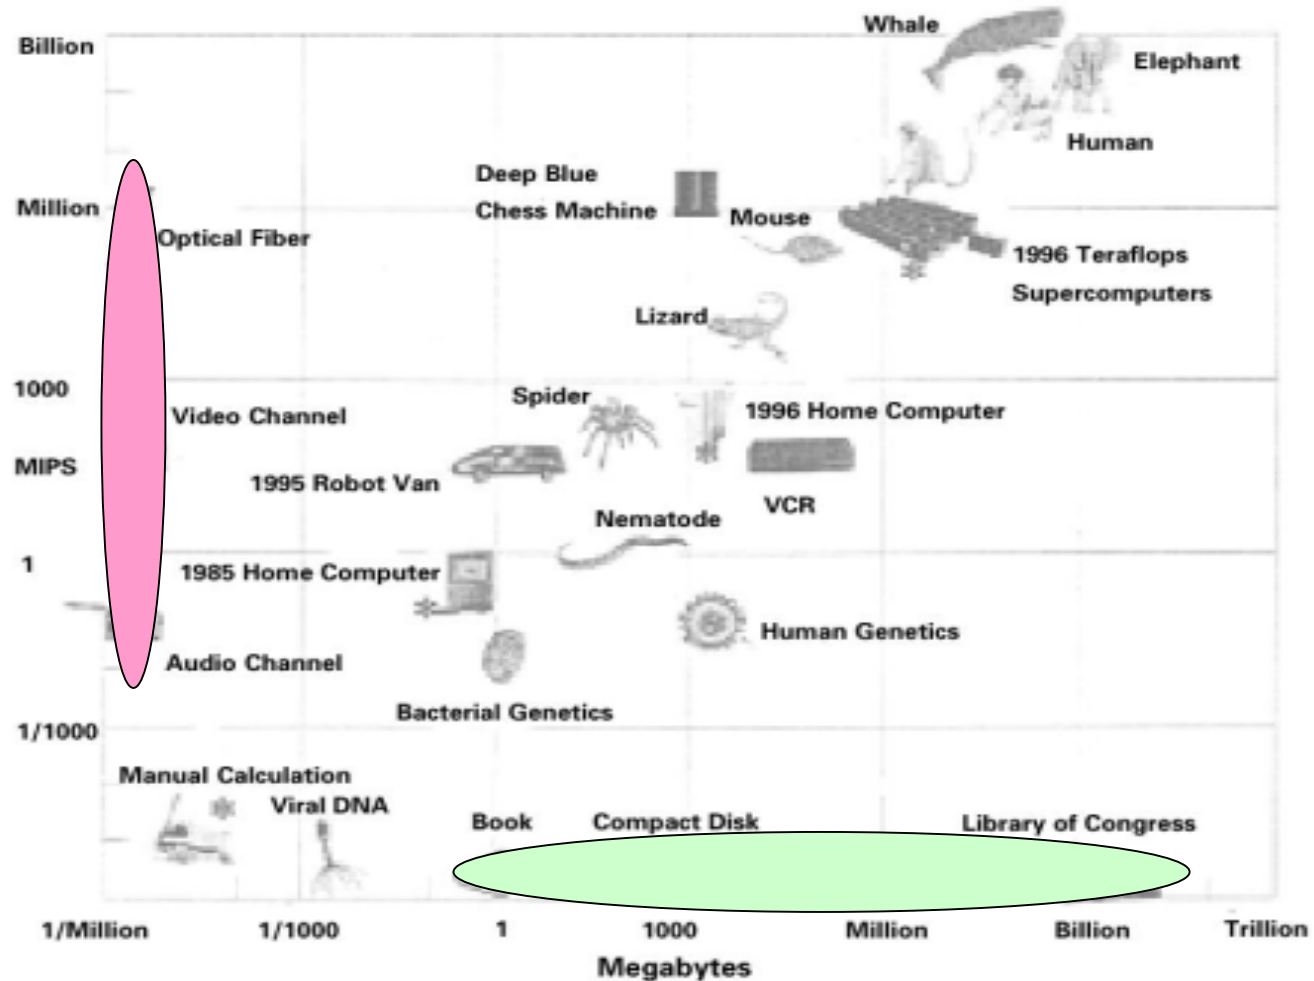 Whale
Billion
Elephant
Human
Deep Blue
Chess Machine
Million
Mouse
Optical Fiber
1996 Teraflops
Supercomputers
Lizard
1000
Spider
1996 Home Computer
Video Channel
MIPS
1995 Robot Van
VCR
Nematode
1
1985 Home Computer
Human Genetics
Audio Channel
Bacterial Genetics
1/1000
Manual Calculation
Viral DNA
Book
Compact Disk
Library of Congress
1/Million
1/1000
1
1000
Million
Billion
Trillion
Megabytes